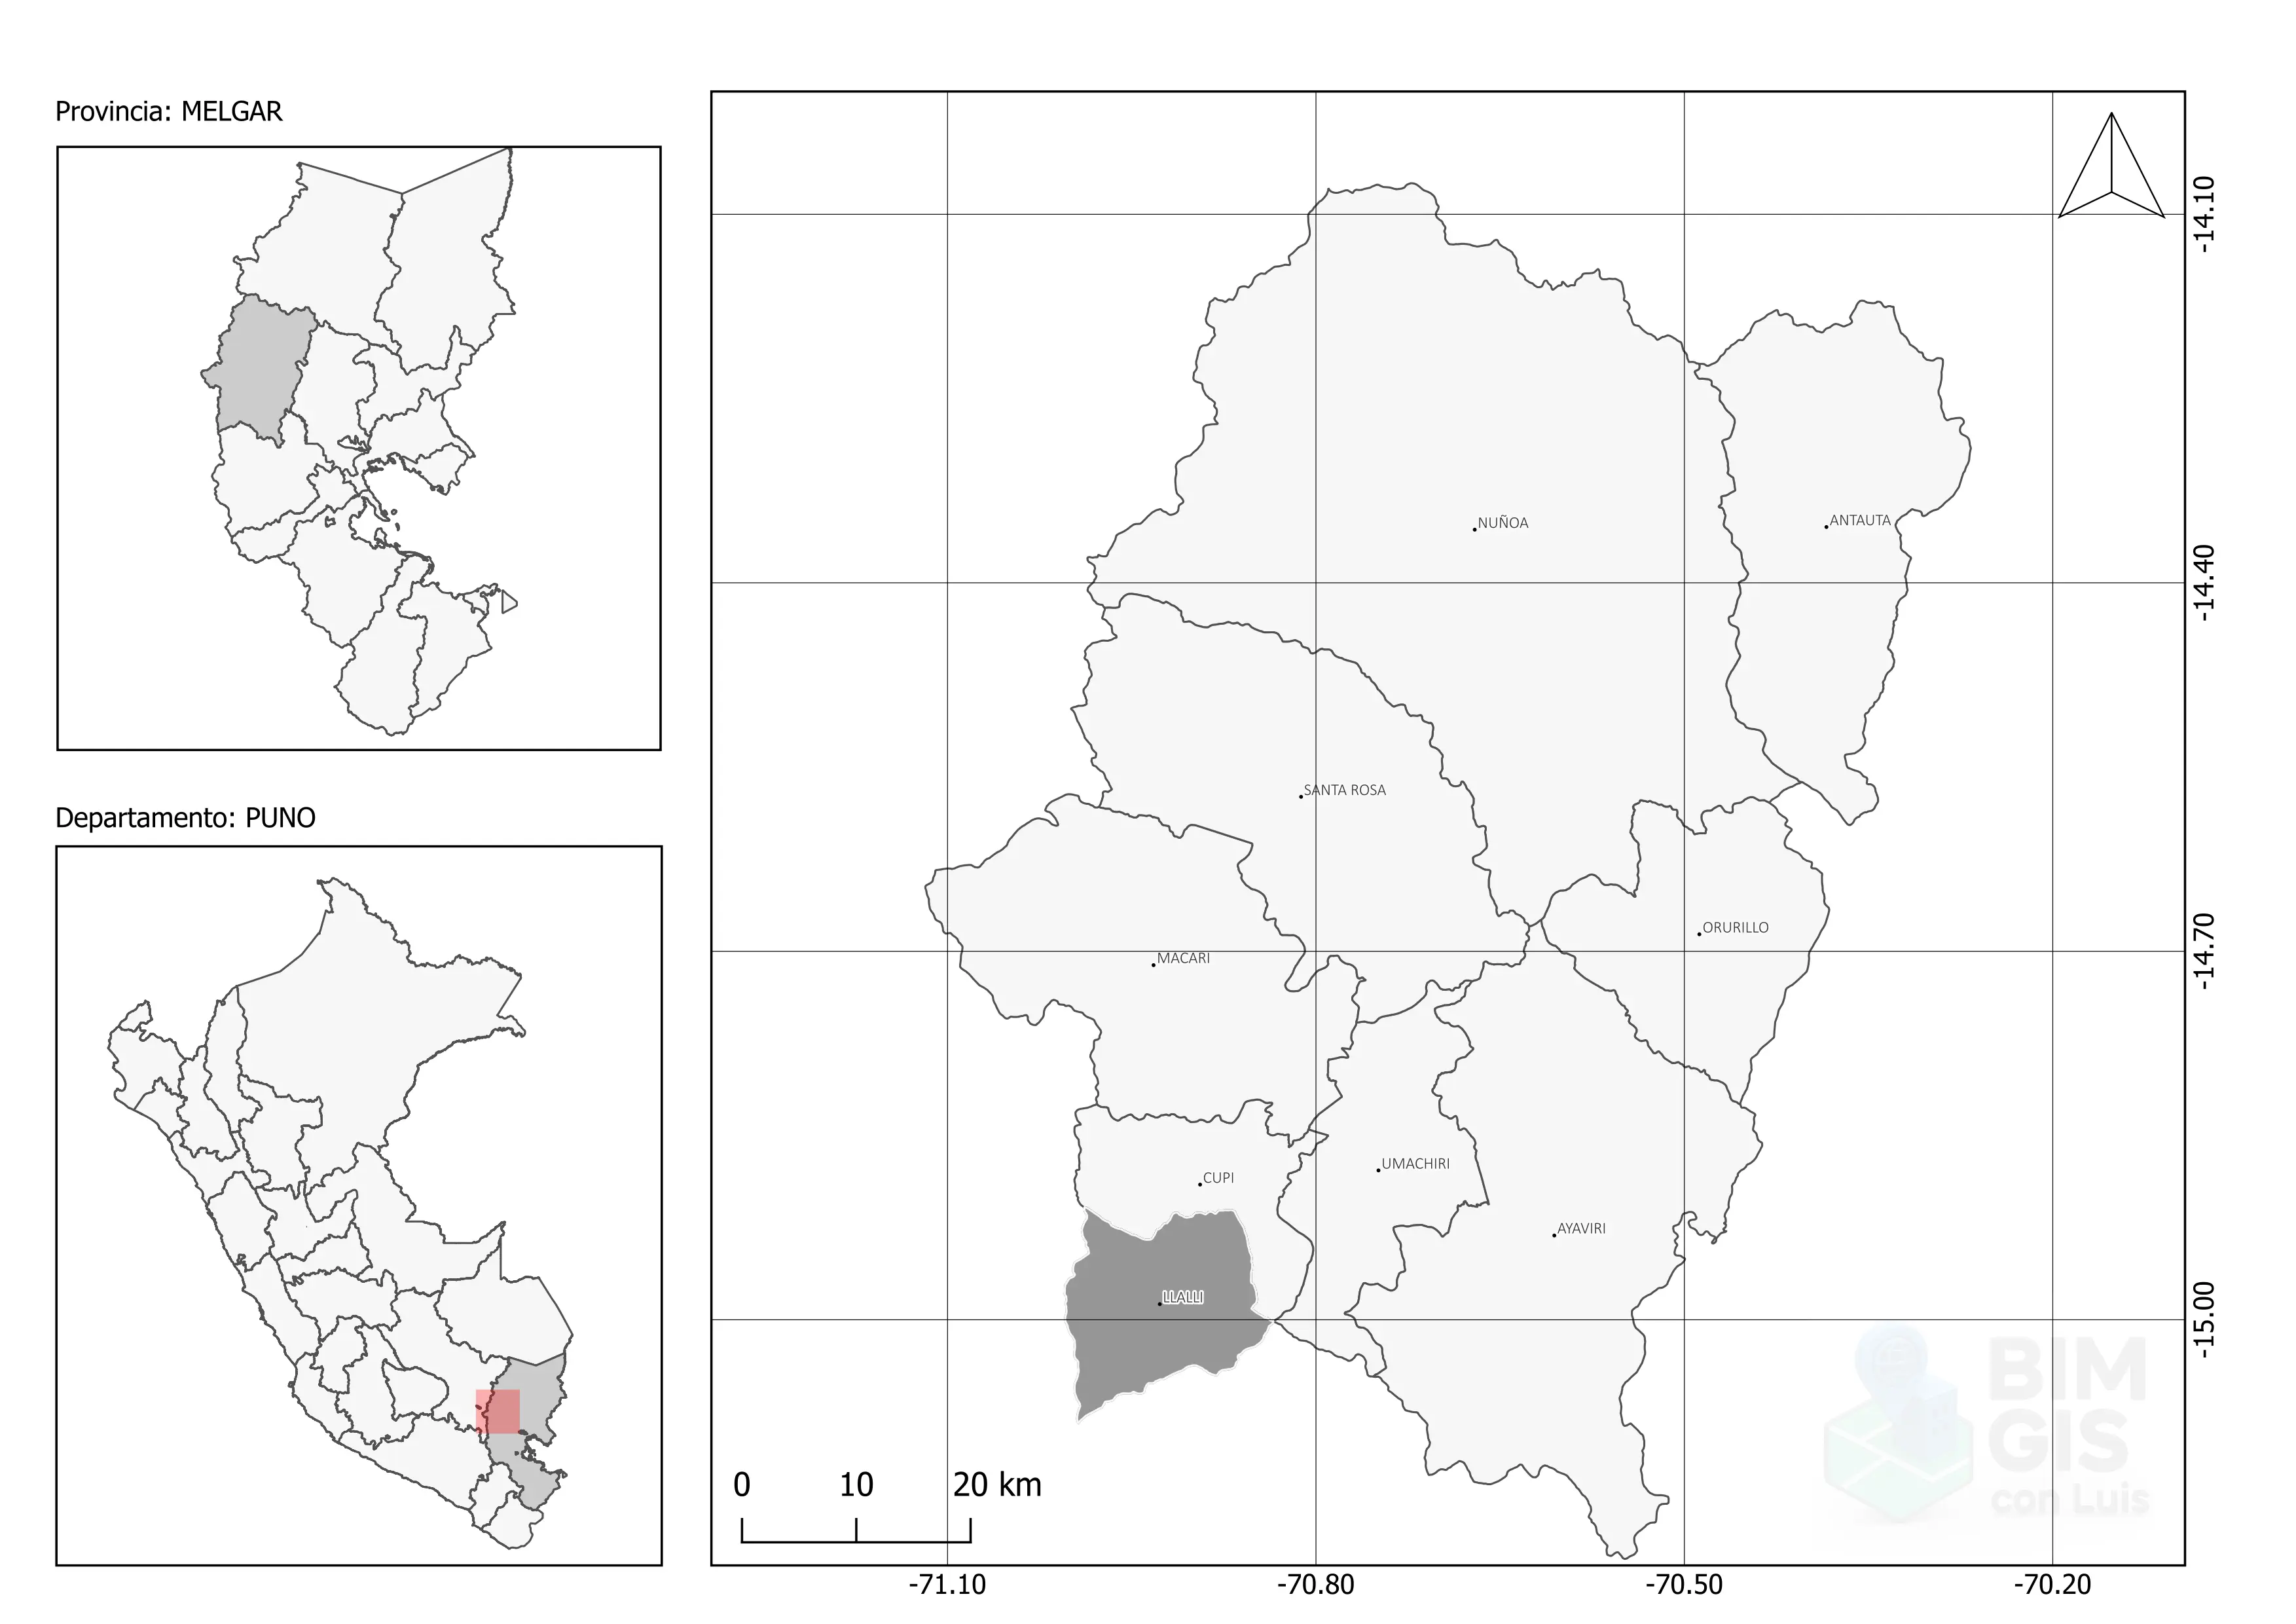 Provincia: MELGAR
Departamento: PUNO
NUÑOA
ANTAUTA
SANTA ROSA
ORURILLO
MACARI
UMACHIRI
CUPI
AYAVIRI
LLALLI
0 10 20 km
-71.10 -70.80 -70.50 -70.20
-14.10
-14.40
-14.70
-15.00
BIM
GIS
con Luis